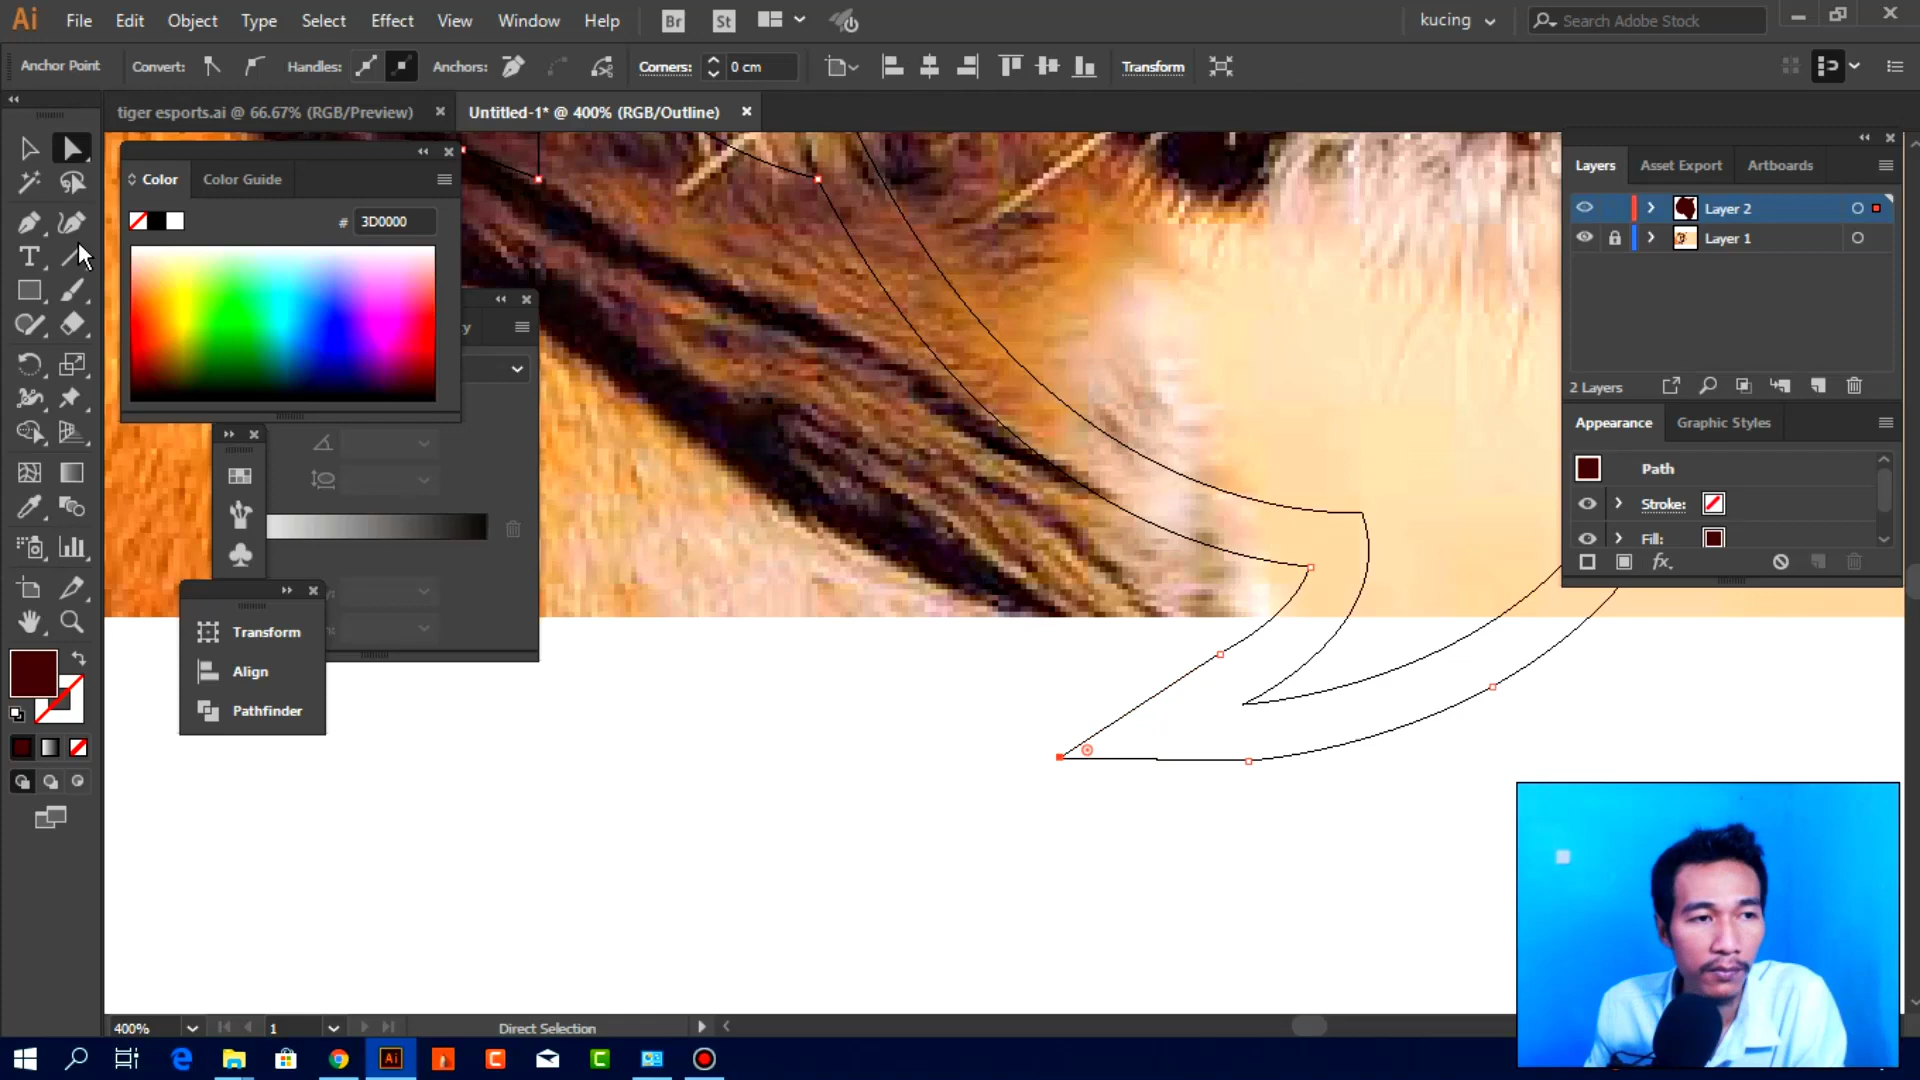 Ai File Edit Object Type Select Effect View Window Help Br St kucing Search Adobe Stock
Anchor Point Convert: Handles: Anchors: Corners: 0 cm Transform
tiger esports.ai @ 66.67% (RGB/Preview) Untitled-1* @ 400% (RGB/Outline)
Color Color Guide
# 3D0000
Layers Asset Export Artboards
Layer 2
Layer 1
2 Layers
Appearance Graphic Styles
Path
Stroke:
Fill:
fx
Transform
Align
Pathfinder
400% 1 Direct Selection
Ai